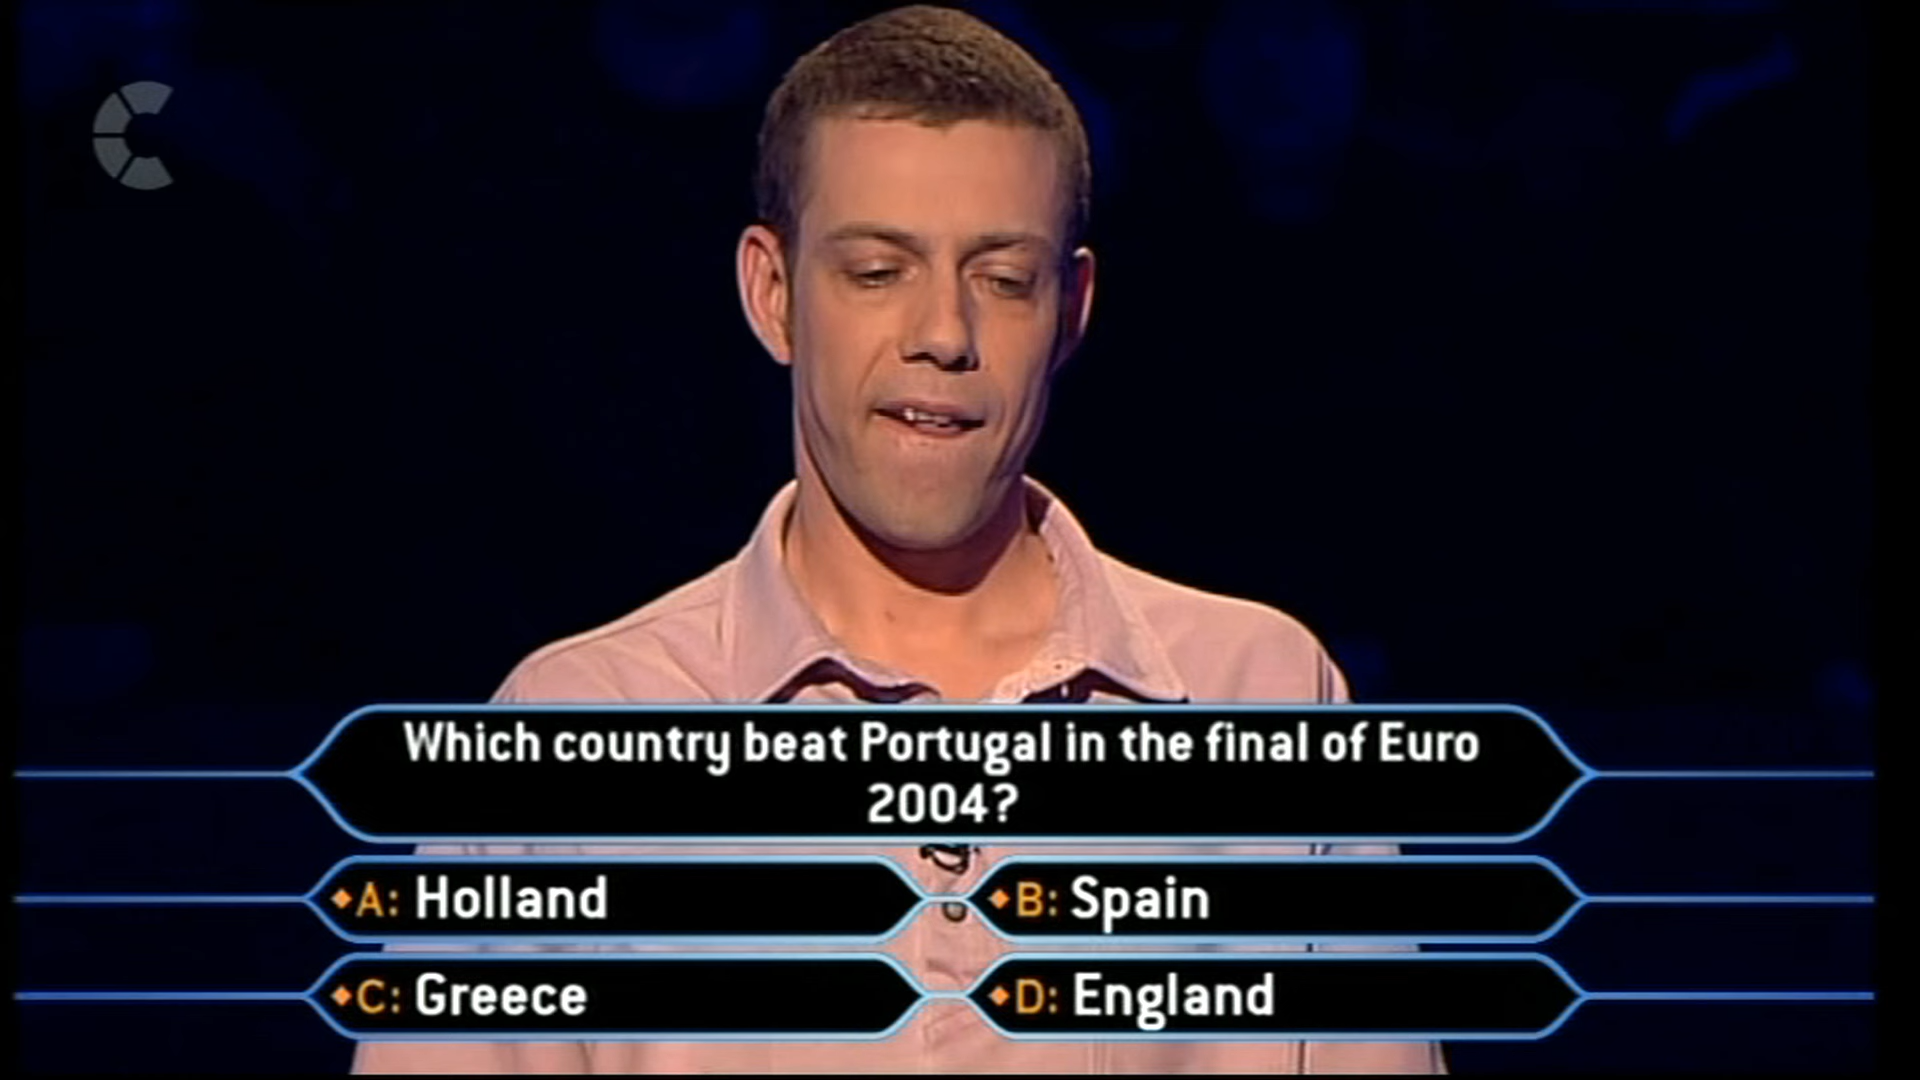 Which country beat Portugal in the final of Euro
2004?
A: Holland
B: Spain
C: Greece
D: England